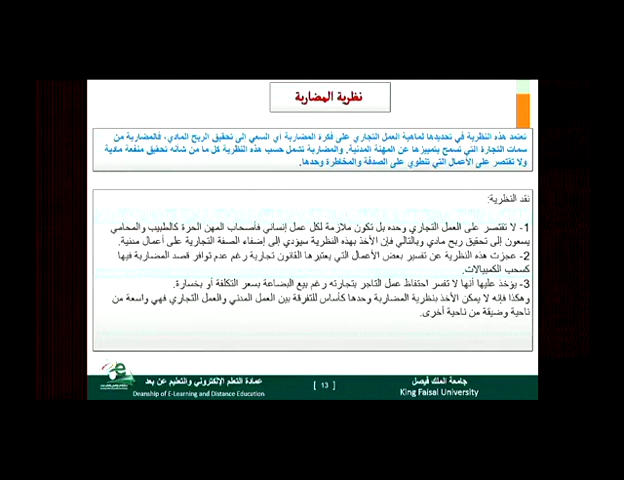 نظرية المضاربة
تعتمد هذه النظرية في تحديدها لماهية العمل التجاري على فكرة المضاربة أي السعي الى تحقيق الربح المادي، فالمضاربة من
سمات التجارة التي تسمح بتمييزها عن المهنة المدنية. والمضاربة تشمل حسب هذه النظرية كل ما من شأنه تحقيق منفعة مادية
ولا تقتصر على الأعمال التي تنطوي على الصدفة والمخاطرة وحدها.
نقد النظرية:
1- لا تقتصر على العمل التجاري وحده بل تكون ملازمة لكل عمل إنساني فأصحاب المهن الحرة كالطبيب والمحامي
يسعون إلى تحقيق ربح مادي وبالتالي فإن الأخذ بهذه النظرية سيؤدي إلى إضفاء الصفة التجارية على أعمال مدنية.
2- عجزت هذه النظرية عن تفسير بعض الأعمال التي يعتبرها القانون تجارية رغم عدم توافر قصد المضاربة فيها
كسحب الكمبيالات.
3- يؤخذ عليها أنها لا تفسر احتفاظ عمل التاجر بتجارته رغم بيع البضاعة بسعر التكلفة أو بخسارة.
وهكذا فإنه لا يمكن الأخذ بنظرية المضاربة وحدها كأساس للتفرقة بين العمل المدني والعمل التجاري فهي واسعة من
ناحية وضيقة من ناحية أخرى.
جامعة الملك فيصل
King Faisal University
[ 13 ]
عمادة التعلم الإلكتروني والتعليم عن بعد
Deanship of E-Learning and Distance Education